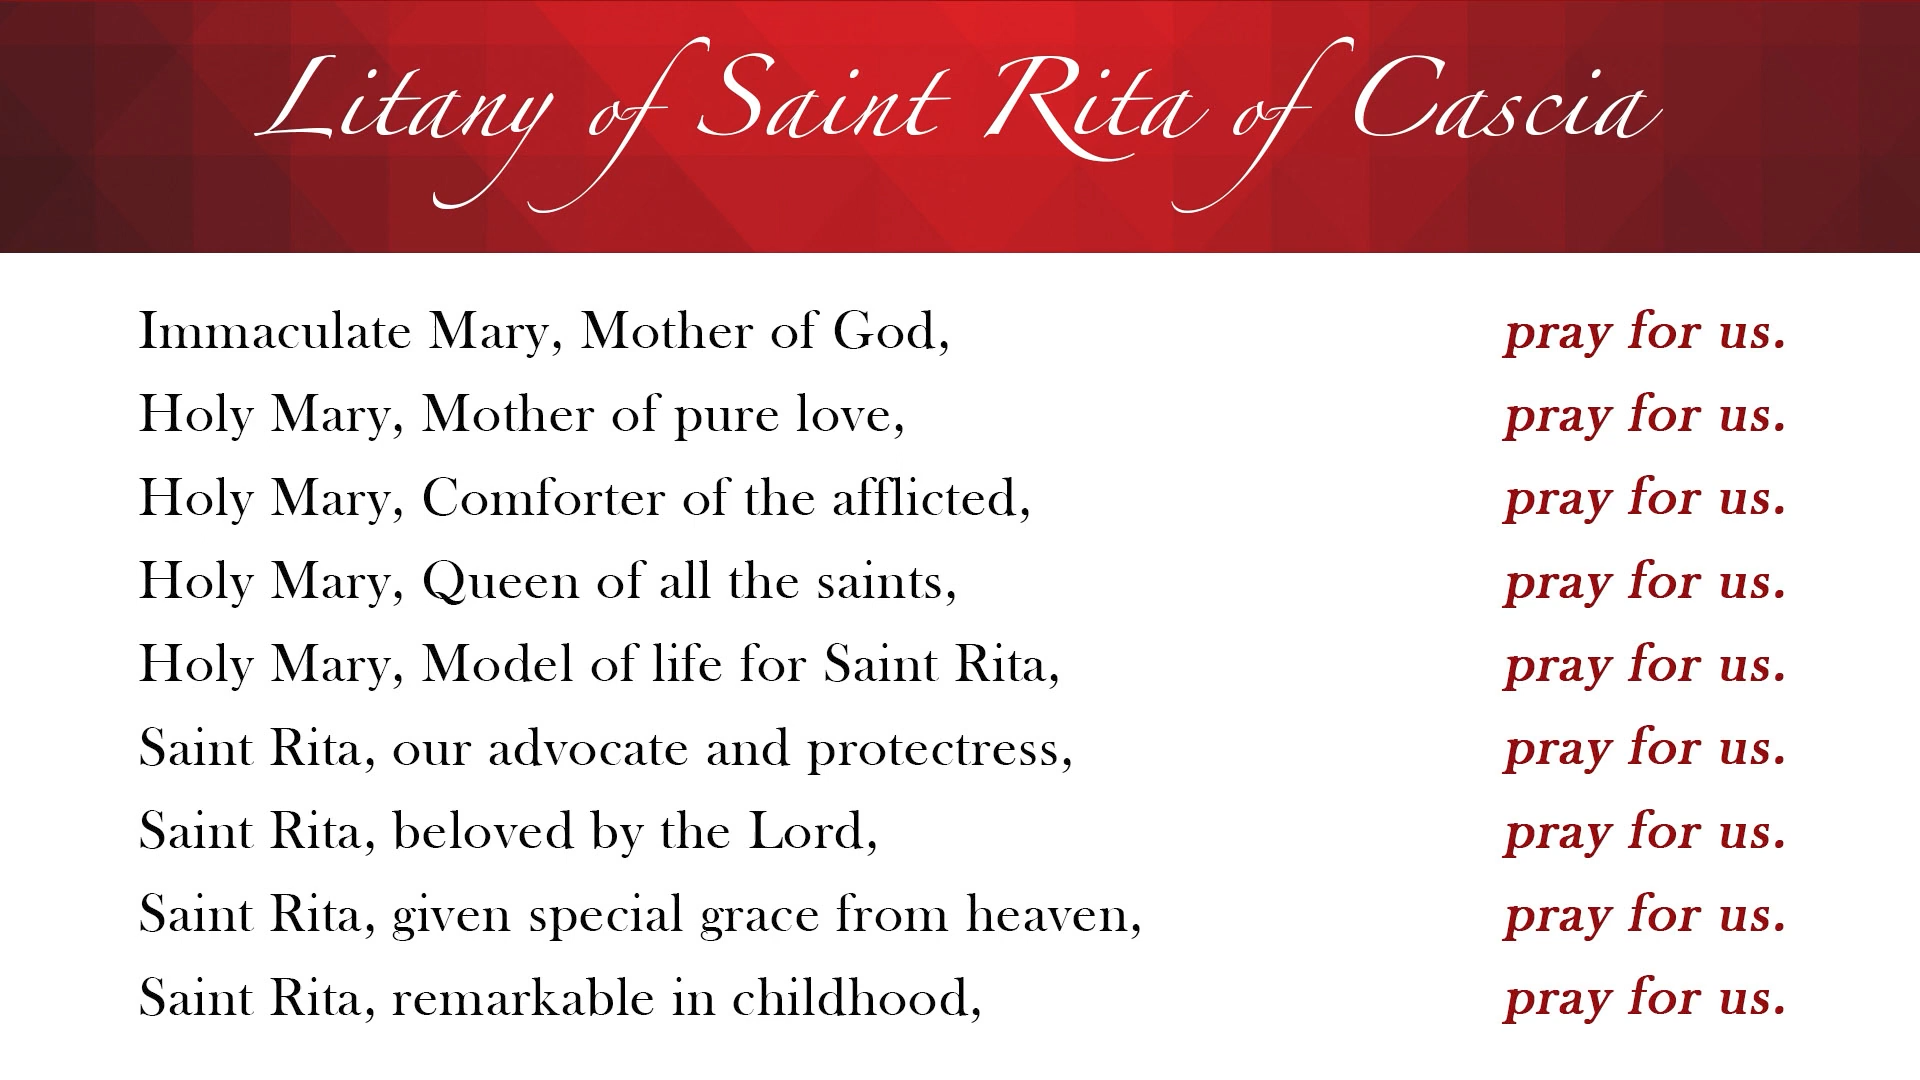 Litany of Saint Rita of Cascia
Immaculate Mary, Mother of God, pray for us.
Holy Mary, Mother of pure love, pray for us.
Holy Mary, Comforter of the afflicted, pray for us.
Holy Mary, Queen of all the saints, pray for us.
Holy Mary, Model of life for Saint Rita, pray for us.
Saint Rita, our advocate and protectress, pray for us.
Saint Rita, beloved by the Lord, pray for us.
Saint Rita, given special grace from heaven, pray for us.
Saint Rita, remarkable in childhood, pray for us.